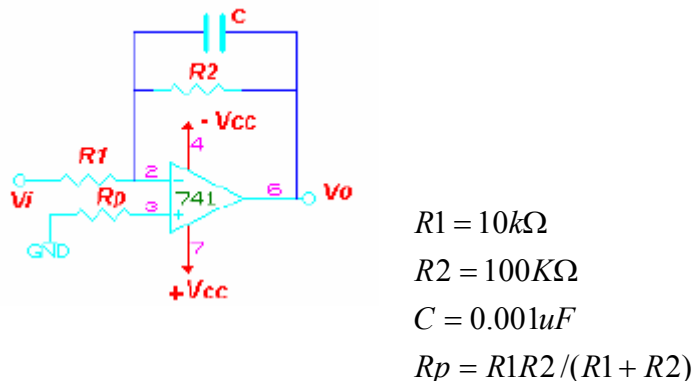 C
R2
- Vcc
4
R1
2
Vi
Rp
741
6
Vo
3
GND
7
+Vcc
R1 = 10kΩ
R2 = 100KΩ
C = 0.001uF
Rp = R1R2/(R1 + R2)